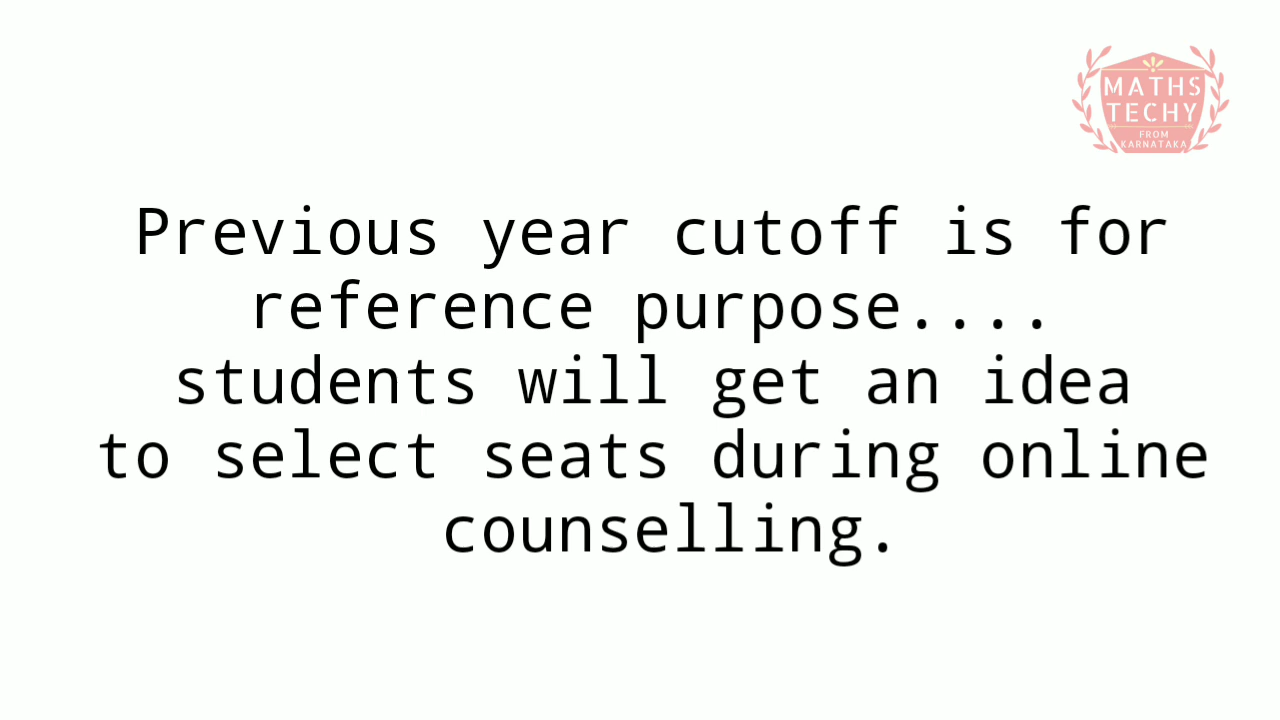 MATHS
TECHY
FROM
KARNATAKA
Previous year cutoff is for
reference purpose....
students will get an idea
to select seats during online
counselling.